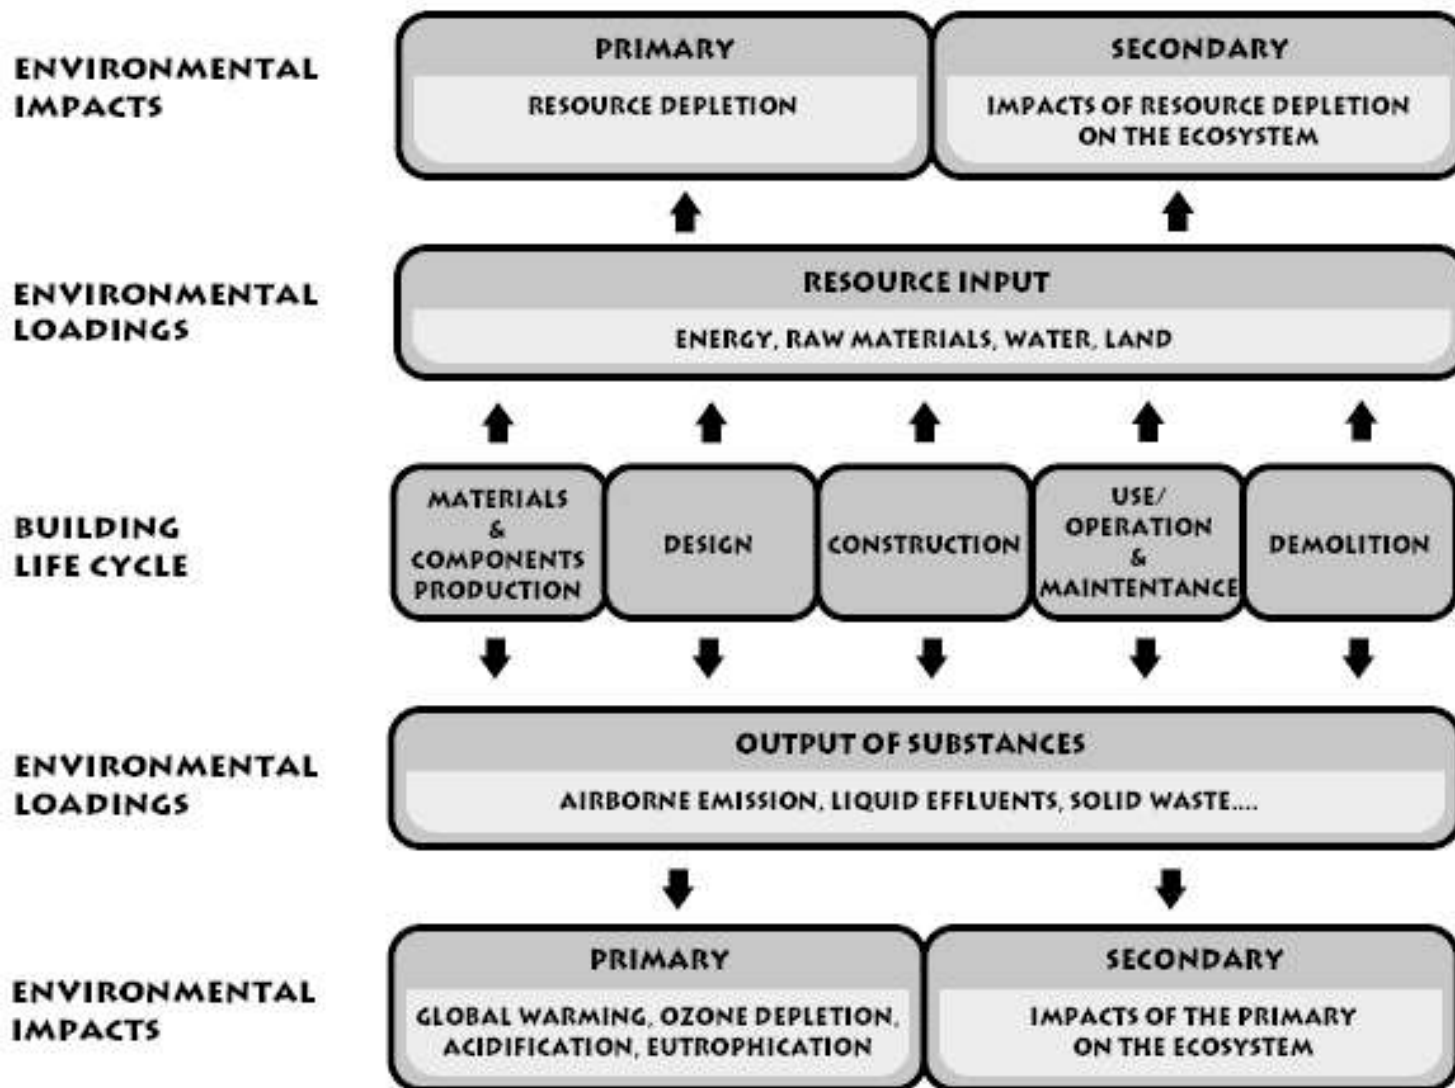 ENVIRONMENTAL
IMPACTS
PRIMARY
RESOURCE DEPLETION
SECONDARY
IMPACTS OF RESOURCE DEPLETION
ON THE ECOSYSTEM
ENVIRONMENTAL
LOADINGS
RESOURCE INPUT
ENERGY, RAW MATERIALS, WATER, LAND
BUILDING
LIFE CYCLE
MATERIALS
&
COMPONENTS
PRODUCTION
DESIGN
CONSTRUCTION
USE/
OPERATION
&
MAINTENTANCE
DEMOLITION
ENVIRONMENTAL
LOADINGS
OUTPUT OF SUBSTANCES
AIRBORNE EMISSION, LIQUID EFFLUENTS, SOLID WASTE....
ENVIRONMENTAL
IMPACTS
PRIMARY
GLOBAL WARMING, OZONE DEPLETION,
ACIDIFICATION, EUTROPHICATION
SECONDARY
IMPACTS OF THE PRIMARY
ON THE ECOSYSTEM